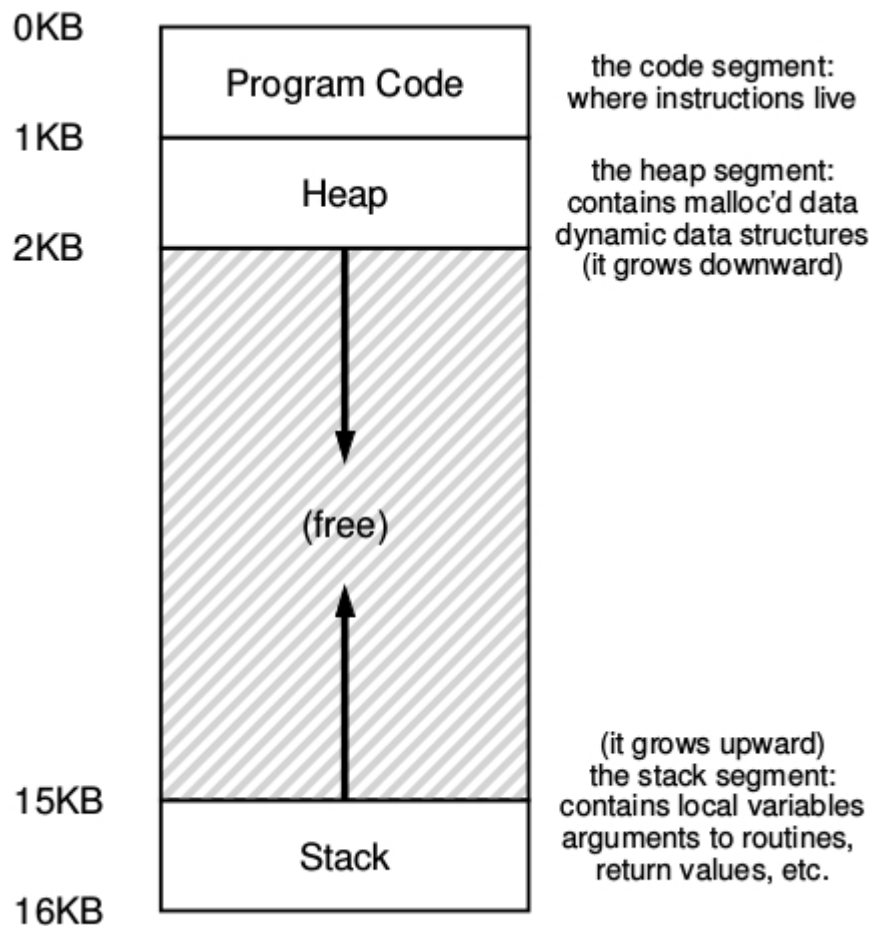 0KB
Program Code
the code segment:
where instructions live
1KB
Heap
the heap segment:
contains malloc'd data
dynamic data structures
(it grows downward)
2KB
(free)
(it grows upward)
the stack segment:
contains local variables
arguments to routines,
return values, etc.
15KB
Stack
16KB